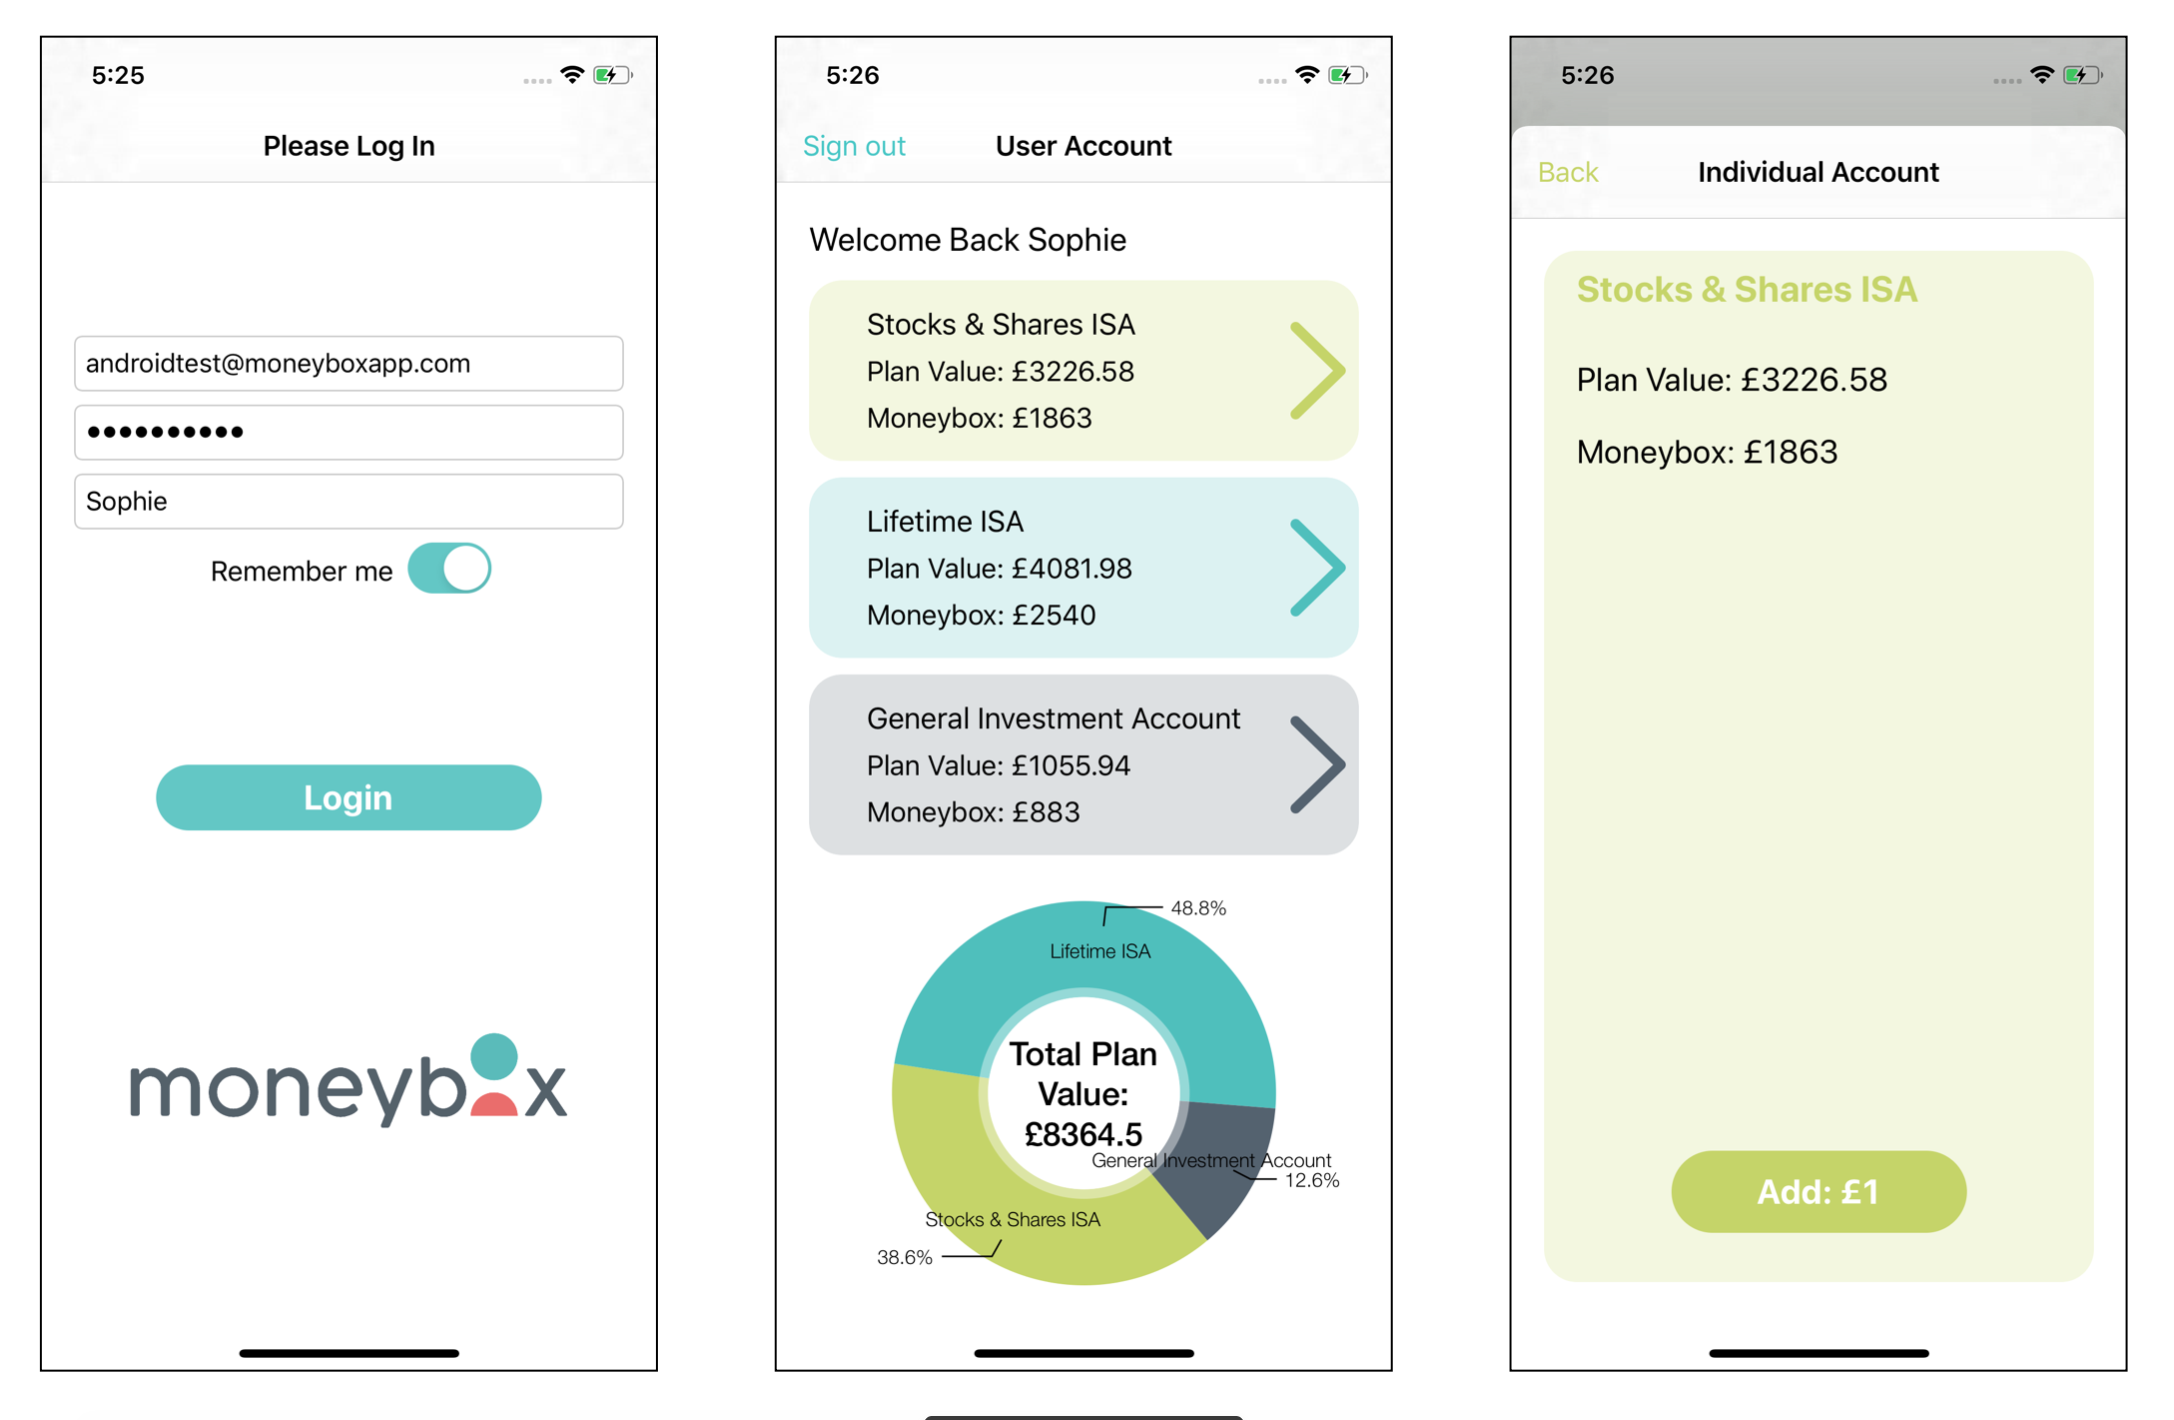 5:25
Please Log In
androidtest@moneyboxapp.com
••••••••••
Sophie
Remember me
Login
moneybox
5:26
Sign out
User Account
Welcome Back Sophie
Stocks & Shares ISA
Plan Value: £3226.58
Moneybox: £1863
Lifetime ISA
Plan Value: £4081.98
Moneybox: £2540
General Investment Account
Plan Value: £1055.94
Moneybox: £883
48.8%
Lifetime ISA
Total Plan
Value:
£8364.5
General Investment Account
12.6%
Stocks & Shares ISA
38.6%
5:26
Back
Individual Account
Stocks & Shares ISA
Plan Value: £3226.58
Moneybox: £1863
Add: £1